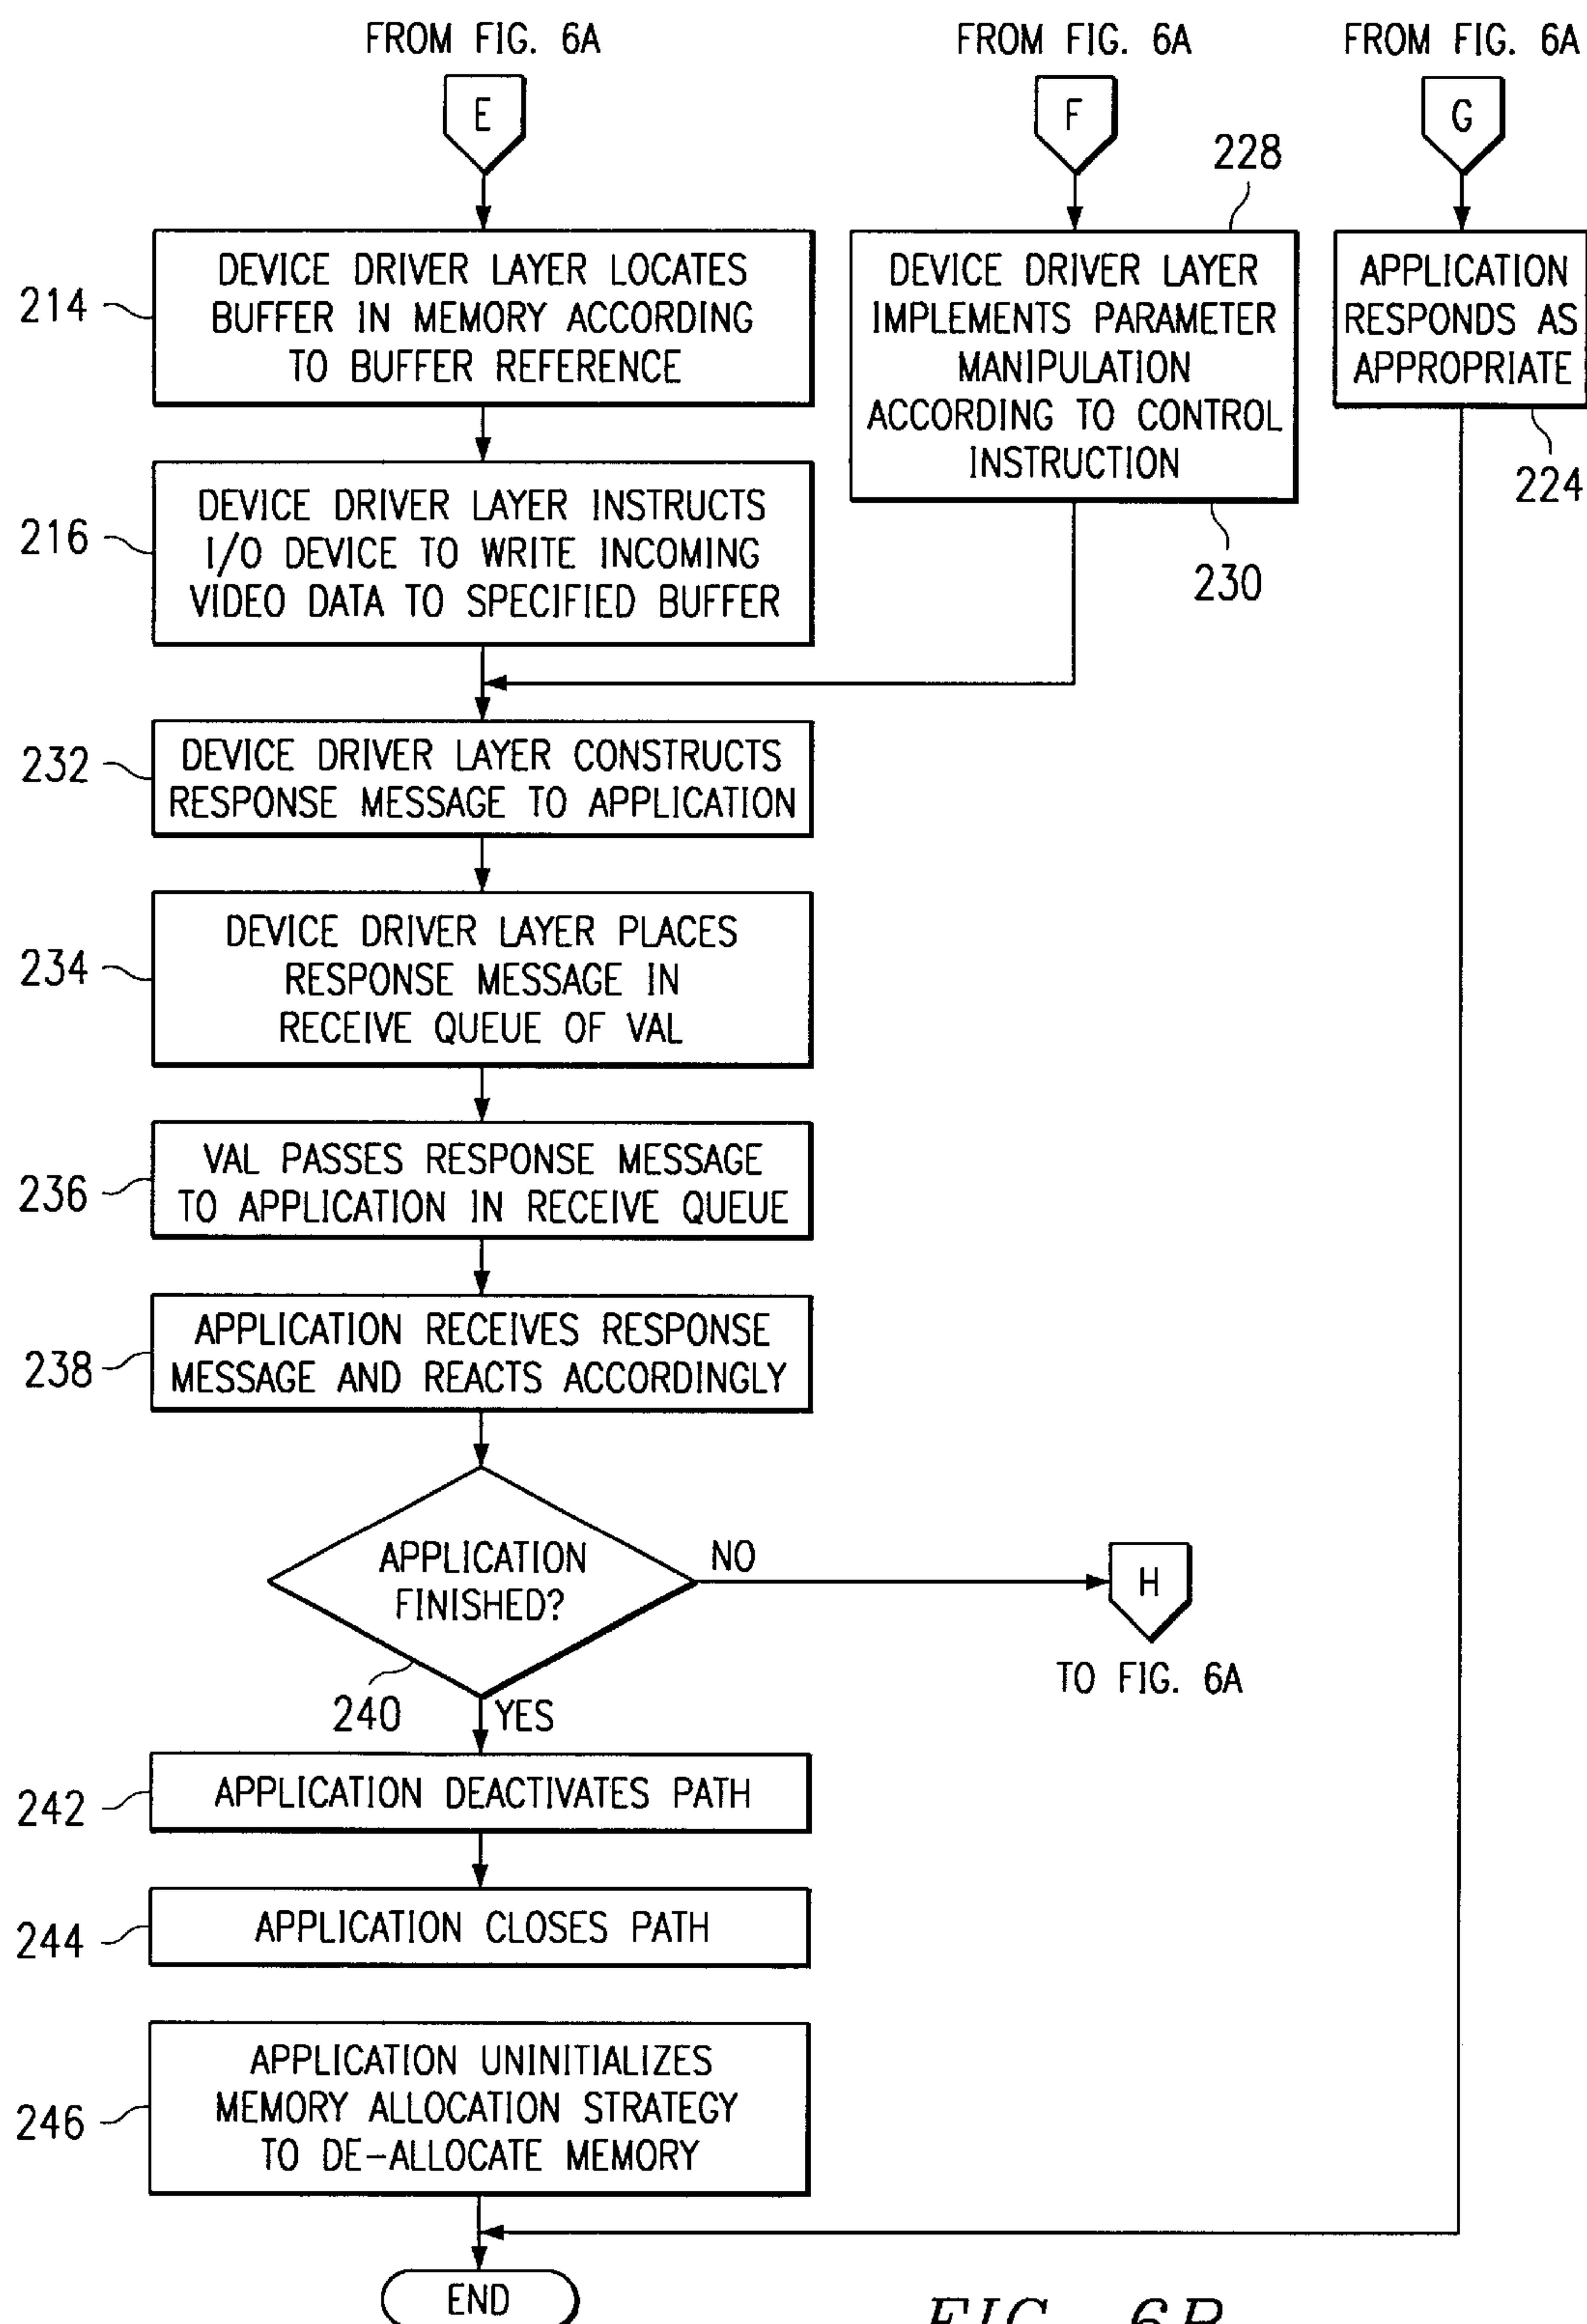 FROM FIG. 6A
E
FROM FIG. 6A
F
FROM FIG. 6A
G
228
214
DEVICE DRIVER LAYER LOCATES
BUFFER IN MEMORY ACCORDING
TO BUFFER REFERENCE
DEVICE DRIVER LAYER
IMPLEMENTS PARAMETER
MANIPULATION
ACCORDING TO CONTROL
INSTRUCTION
230
APPLICATION
RESPONDS AS
APPROPRIATE
224
216
DEVICE DRIVER LAYER INSTRUCTS
I/O DEVICE TO WRITE INCOMING
VIDEO DATA TO SPECIFIED BUFFER
232
DEVICE DRIVER LAYER CONSTRUCTS
RESPONSE MESSAGE TO APPLICATION
234
DEVICE DRIVER LAYER PLACES
RESPONSE MESSAGE IN
RECEIVE QUEUE OF VAL
236
VAL PASSES RESPONSE MESSAGE
TO APPLICATION IN RECEIVE QUEUE
238
APPLICATION RECEIVES RESPONSE
MESSAGE AND REACTS ACCORDINGLY
APPLICATION
FINISHED?
NO
H
TO FIG. 6A
240
YES
242
APPLICATION DEACTIVATES PATH
244
APPLICATION CLOSES PATH
246
APPLICATION UNINITIALIZES
MEMORY ALLOCATION STRATEGY
TO DE-ALLOCATE MEMORY
END
FIG. 6B